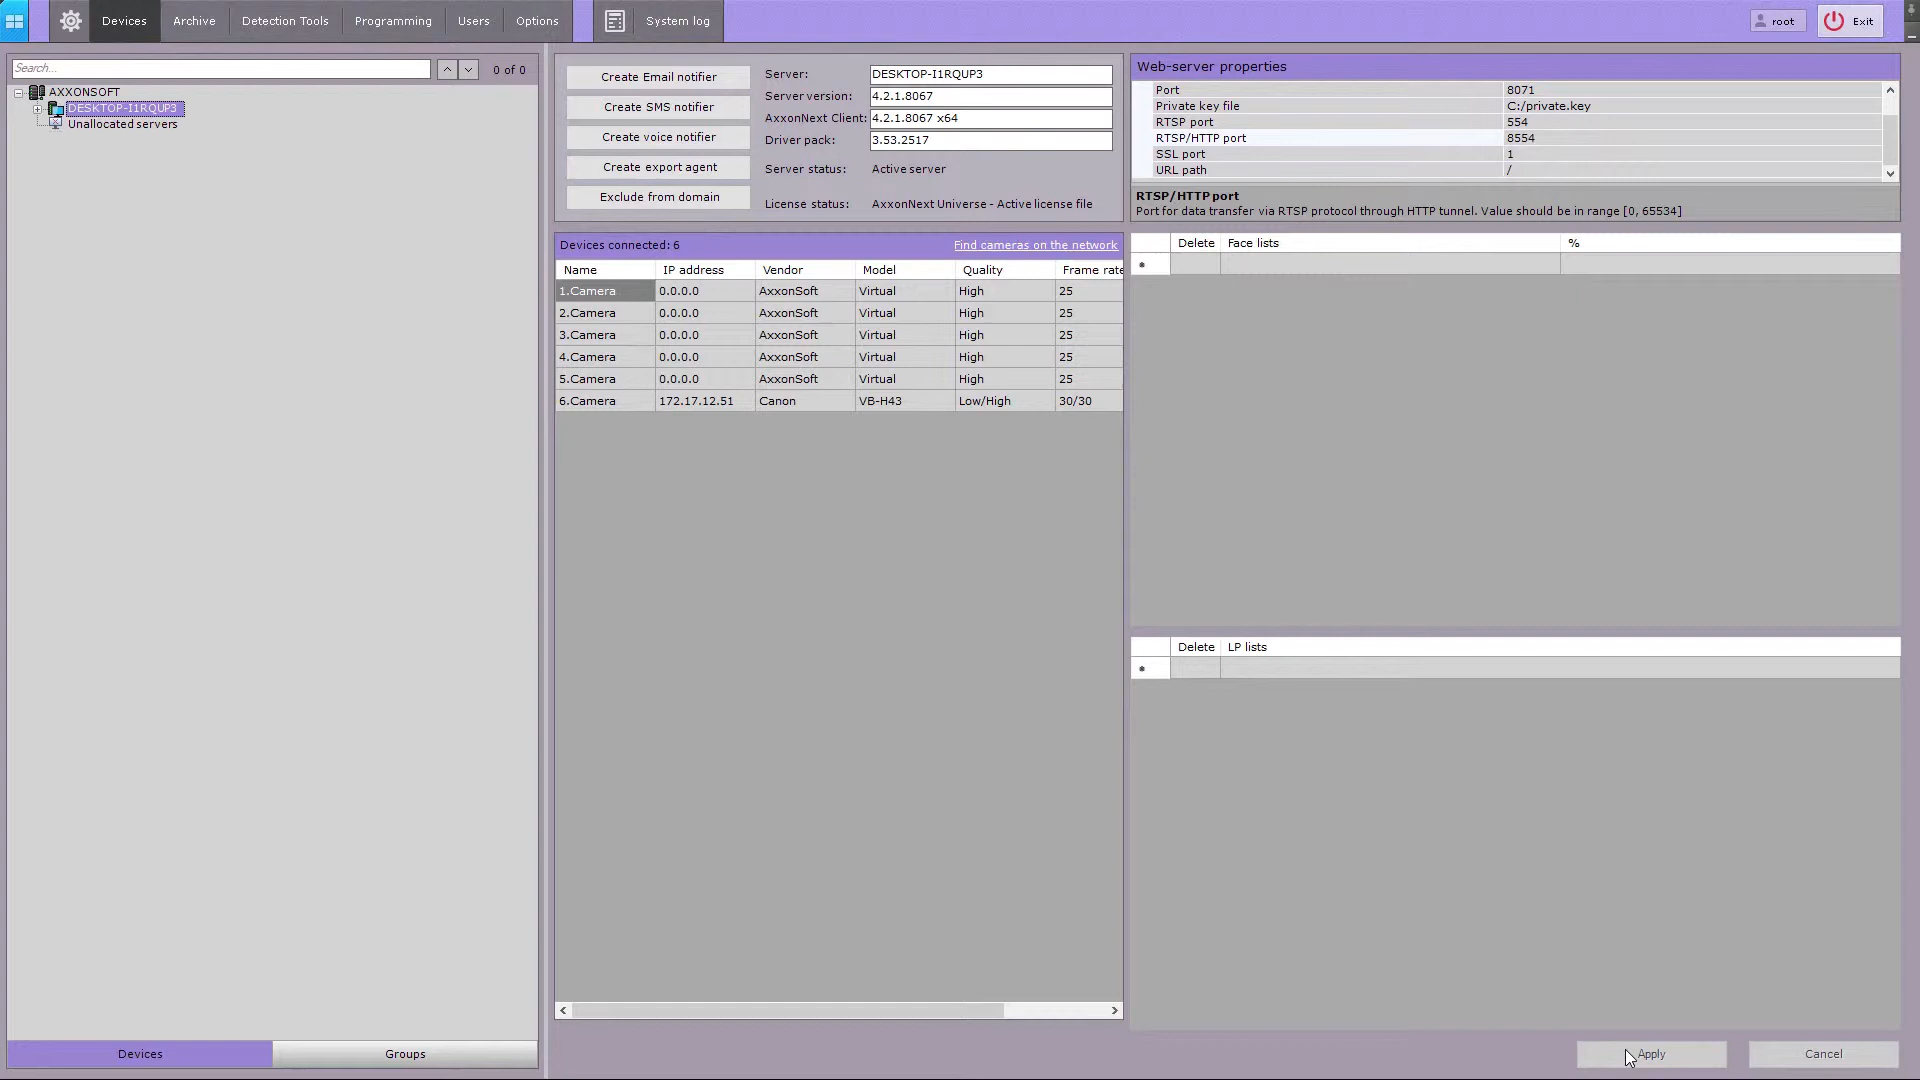 Devices Archive Detection Tools Programming Users Options System log root Exit
Search... 0 of 0
AXXONSOFT
DESKTOP-I1RQUP3
Unallocated servers
Devices Groups
Create Email notifier
Create SMS notifier
Create voice notifier
Create export agent
Exclude from domain
Server: DESKTOP-I1RQUP3
Server version: 4.2.1.8067
AxxonNext Client: 4.2.1.8067 x64
Driver pack: 3.53.2517
Server status: Active server
License status: AxxonNext Universe - Active license file
Devices connected: 6 Find cameras on the network
Name IP address Vendor Model Quality Frame rate
1.Camera 0.0.0.0 AxxonSoft Virtual High 25
2.Camera 0.0.0.0 AxxonSoft Virtual High 25
3.Camera 0.0.0.0 AxxonSoft Virtual High 25
4.Camera 0.0.0.0 AxxonSoft Virtual High 25
5.Camera 0.0.0.0 AxxonSoft Virtual High 25
6.Camera 172.17.12.51 Canon VB-H43 Low/High 30/30
Web-server properties
Port 8071
Private key file C:/private.key
RTSP port 554
RTSP/HTTP port 8554
SSL port 1
URL path /
RTSP/HTTP port
Port for data transfer via RTSP protocol through HTTP tunnel. Value should be in range [0, 65534]
Delete Face lists %
*
Delete LP lists
*
Apply Cancel